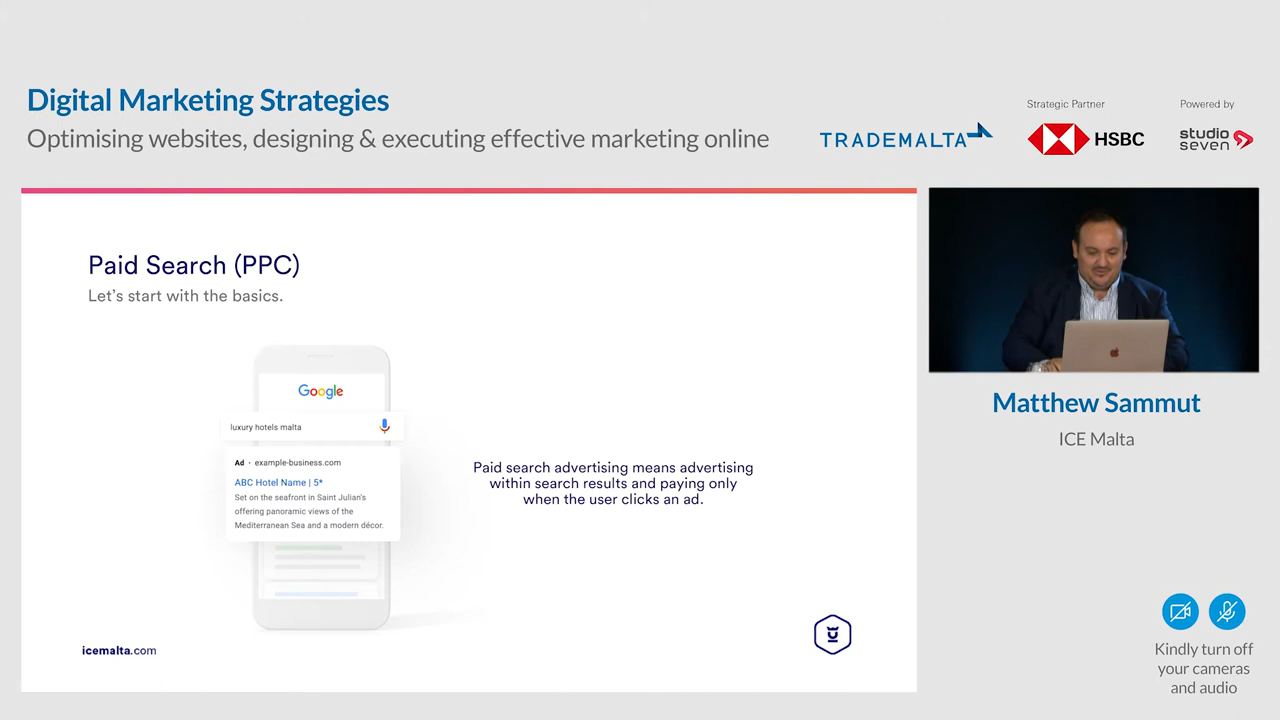 Digital Marketing Strategies
Optimising websites, designing & executing effective marketing online
TRADEMALTA
Strategic Partner
HSBC
Powered by
studio
seven
Paid Search (PPC)
Let's start with the basics.
Google
luxury hotels malta
Ad · example-business.com
ABC Hotel Name | 5*
Set on the seafront in Saint Julian's
offering panoramic views of the
Mediterranean Sea and a modern décor.
Paid search advertising means advertising
within search results and paying only
when the user clicks an ad.
icemalta.com
Matthew Sammut
ICE Malta
Kindly turn off
your cameras
and audio